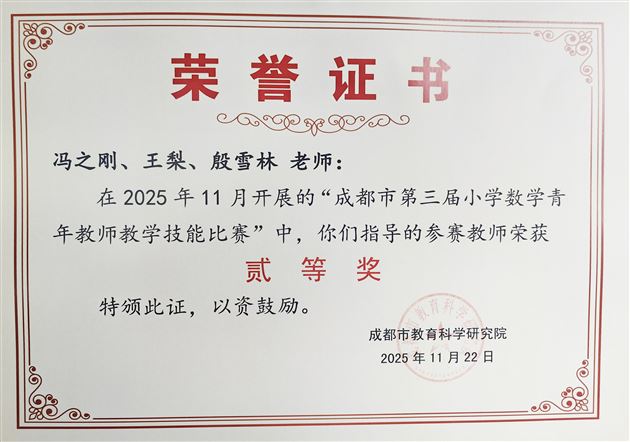 荣誉证书
冯之刚、王梨、殷雪林 老师：
在 2025 年 11 月开展的“成都市第三届小学数学青
年教师教学技能比赛”中，你们指导的参赛教师荣获
贰等奖
特颁此证，以资鼓励。
成都市教育科学研究院
2025 年 11 月 22 日